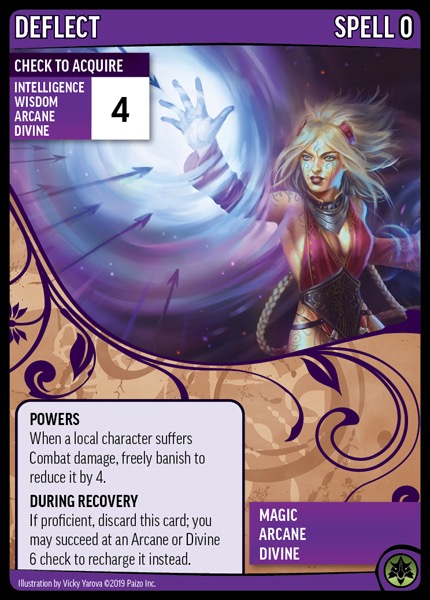 DEFLECT
SPELL 0
CHECK TO ACQUIRE
INTELLIGENCE
WISDOM
ARCANE
DIVINE
4
POWERS
When a local character suffers
Combat damage, freely banish to
reduce it by 4.
DURING RECOVERY
If proficient, discard this card; you
may succeed at an Arcane or Divine
6 check to recharge it instead.
MAGIC
ARCANE
DIVINE
Illustration by Vicky Yarova ©2019 Paizo Inc.